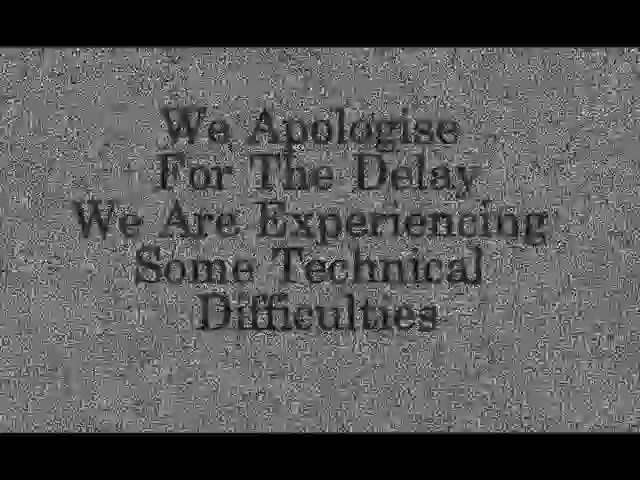 We Apologise
For The Delay
We Are Experiencing
Some Technical
Difficulties